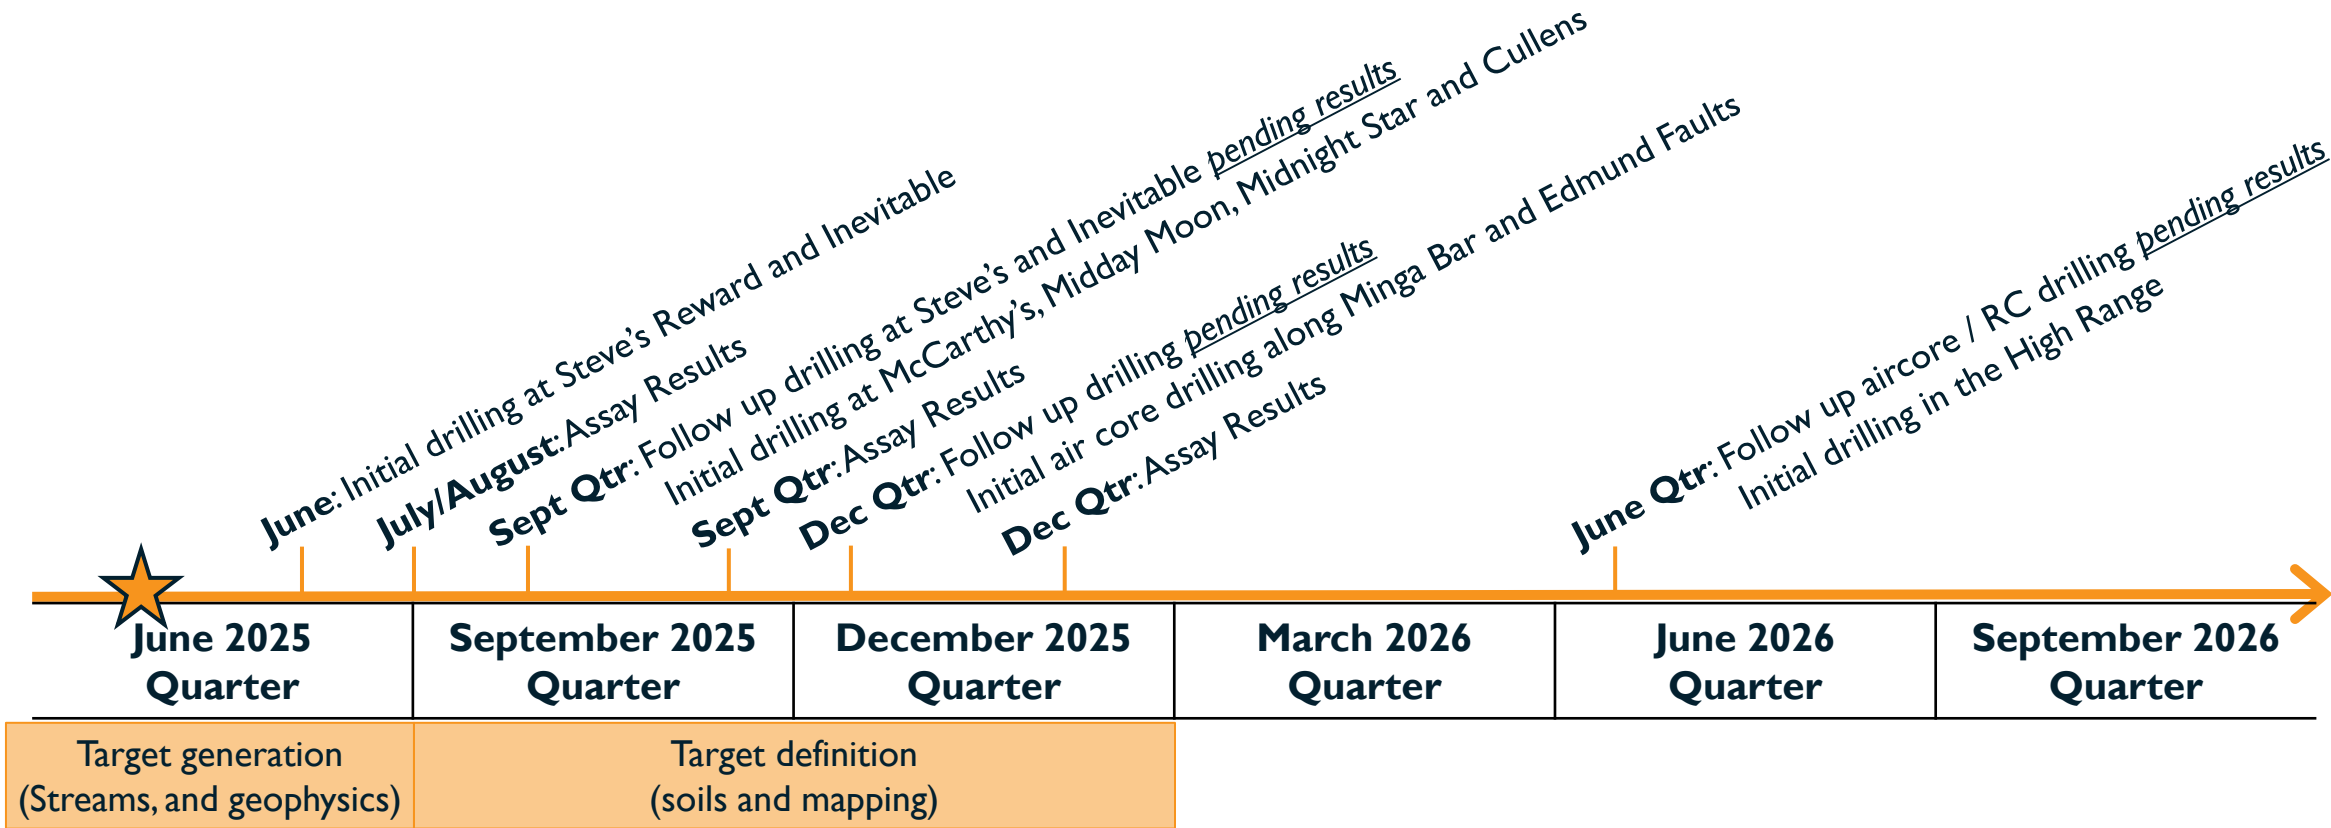 June: Initial drilling at Steve’s Reward and Inevitable
July/August: Assay Results
Sept Qtr: Follow up drilling at Steve’s and Inevitable pending results
Initial drilling at McCarthy’s, Midday Moon, Midnight Star and Cullens
Sept Qtr: Assay Results
Dec Qtr: Follow up drilling pending results
Initial air core drilling along Minga Bar and Edmund Faults
Dec Qtr: Assay Results
June Qtr: Follow up aircore / RC drilling pending results
Initial drilling in the High Range
June 2025
Quarter
September 2025
Quarter
December 2025
Quarter
March 2026
Quarter
June 2026
Quarter
September 2026
Quarter
Target generation
(Streams, and geophysics)
Target definition
(soils and mapping)